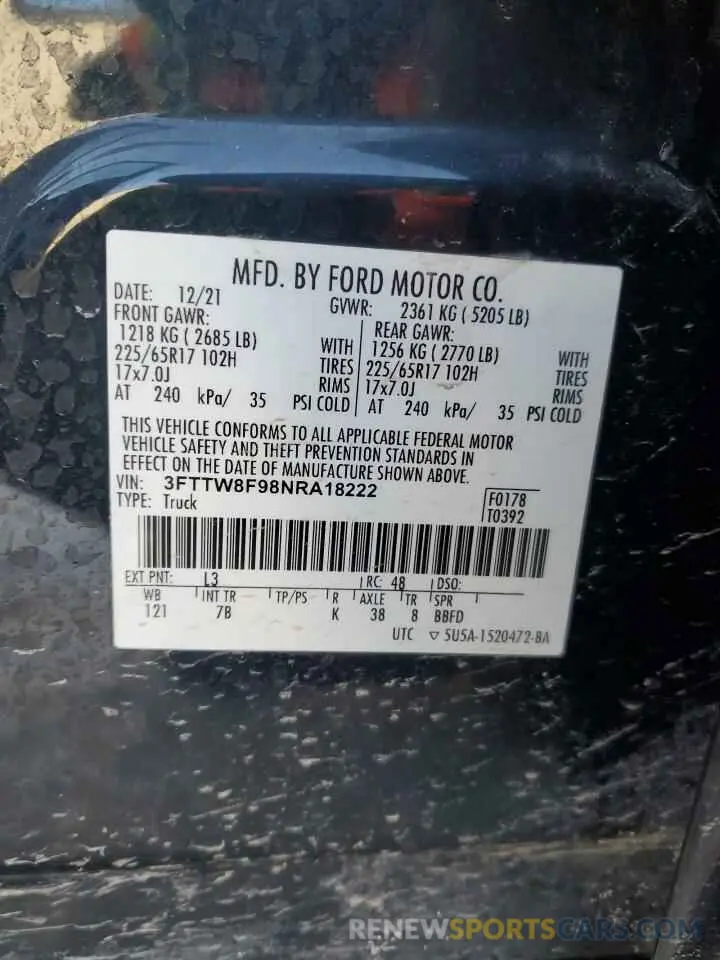 MFD. BY FORD MOTOR CO.
DATE: 12/21 GVWR: 2361 KG ( 5205 LB)
FRONT GAWR: REAR GAWR:
1218 KG ( 2685 LB) WITH 1256 KG ( 2770 LB) WITH
225/65R17 102H TIRES 225/65R17 102H TIRES
17x7.0J RIMS 17x7.0J RIMS
AT 240 kPa/ 35 PSI COLD AT 240 kPa/ 35 PSI COLD
THIS VEHICLE CONFORMS TO ALL APPLICABLE FEDERAL MOTOR
VEHICLE SAFETY AND THEFT PREVENTION STANDARDS IN
EFFECT ON THE DATE OF MANUFACTURE SHOWN ABOVE.
VIN: 3FTTW8F98NRA18222
TYPE: Truck
F0178
T0392
EXT PNT: L3 RC: 48 DSO:
WB INT TR TP/PS R AXLE TR SPR
121 7B K 38 8 BBFD
UTC ▽ 5U5A-1520472-BA
RENEWSPORTSCARS.COM